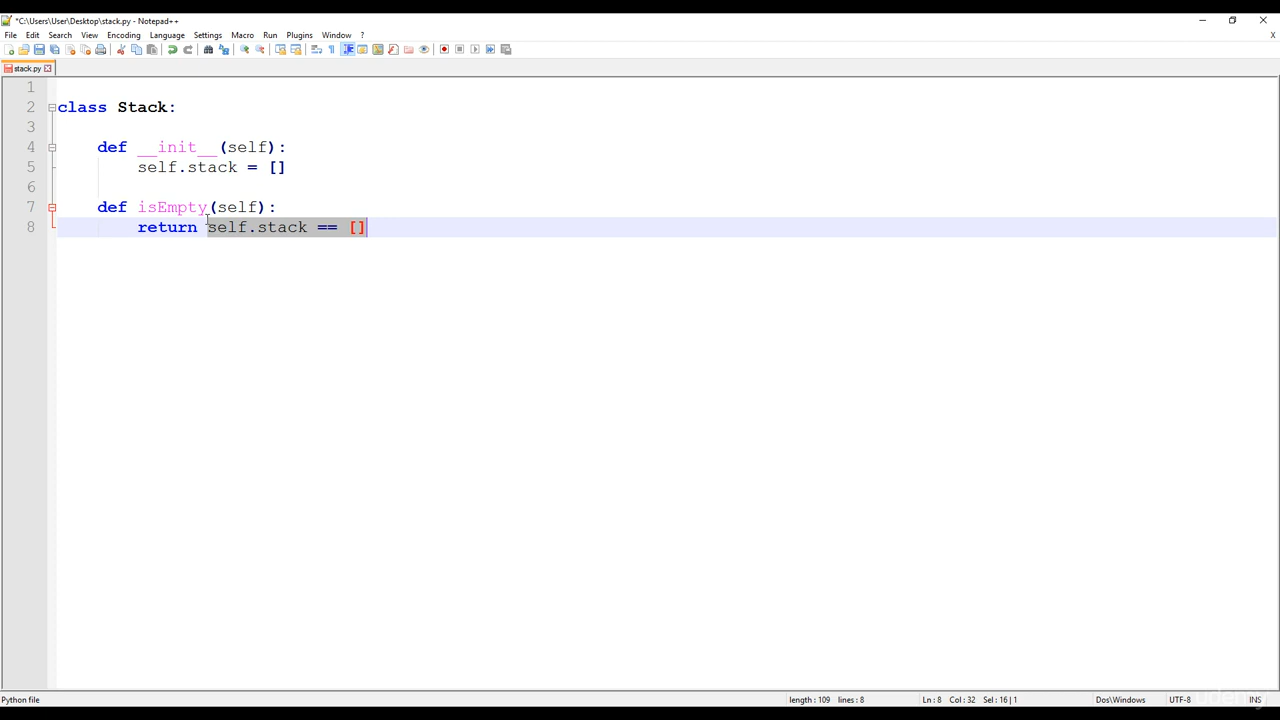 *C:\Users\User\Desktop\stack.py - Notepad++
File Edit Search View Encoding Language Settings Macro Run Plugins Window ? X
stack.py
1
2 class Stack:
3
4 def __init__(self):
5 self.stack = []
6
7 def isEmpty(self):
8 return self.stack == []
Python file length : 109 lines : 8 Ln : 8 Col : 32 Sel : 16 | 1 Dos\Windows UTF-8 INS